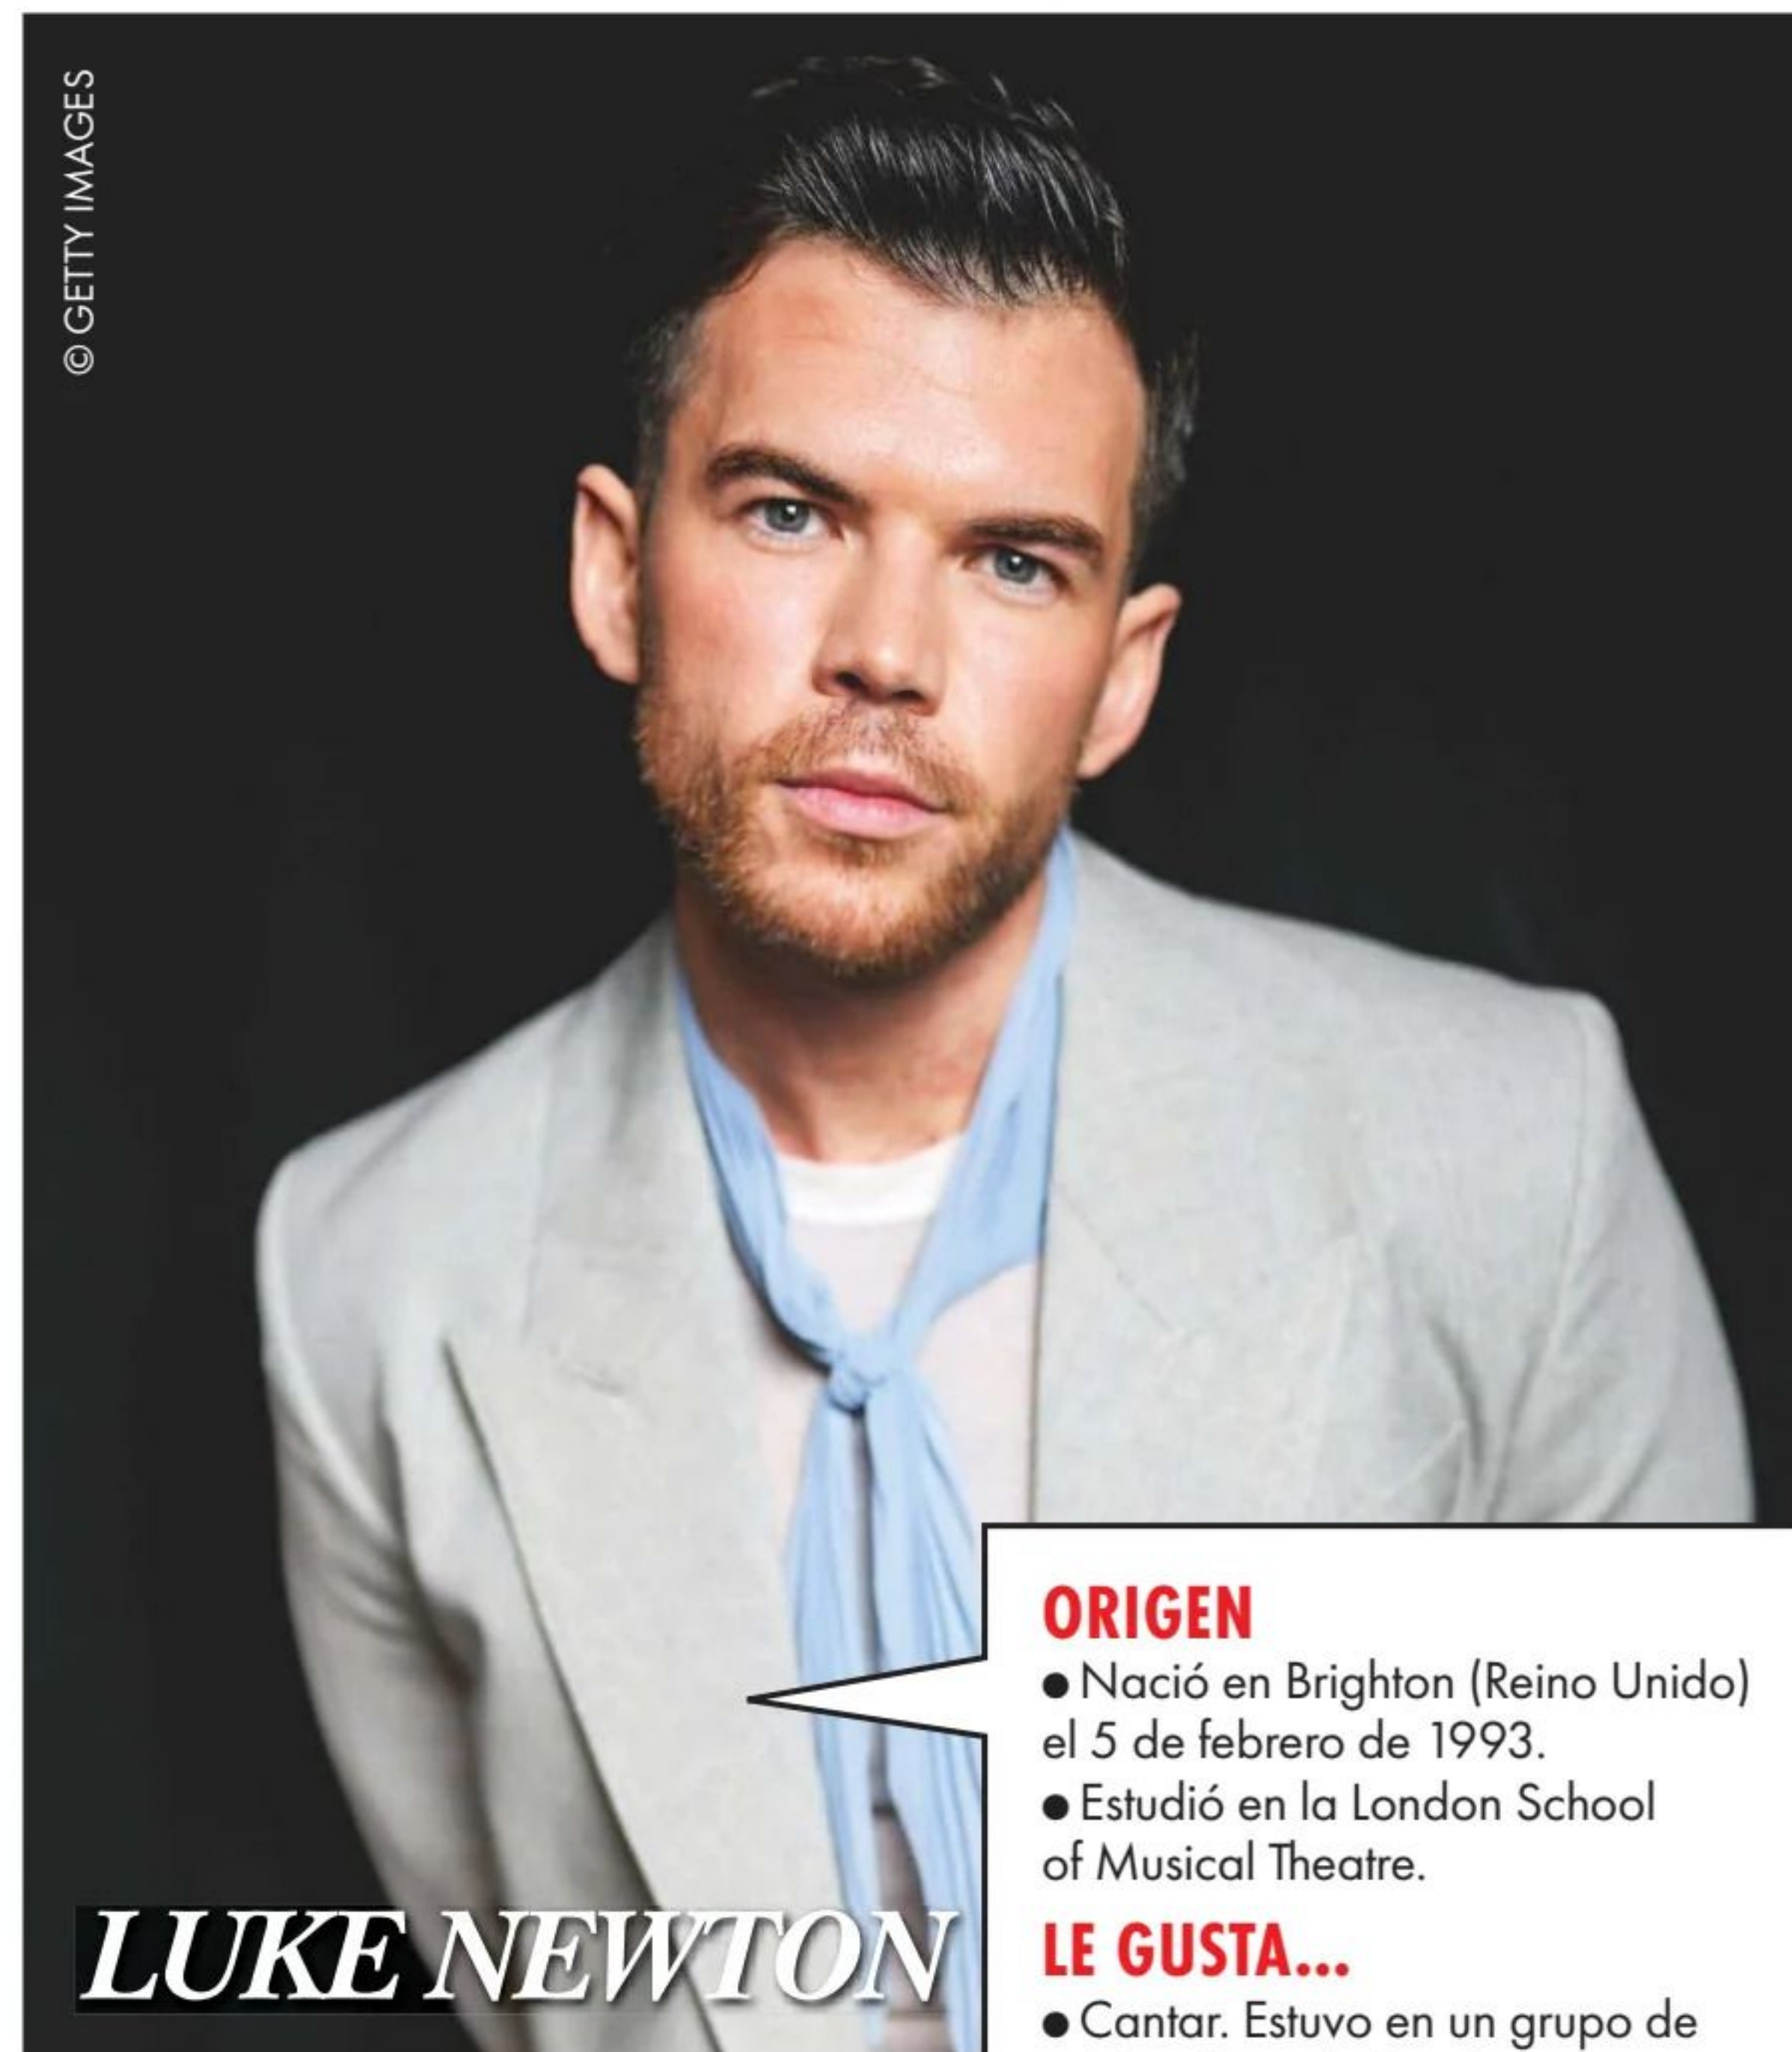 © GETTY IMAGES
LUKE NEWTON
ORIGEN
● Nació en Brighton (Reino Unido)
el 5 de febrero de 1993.
● Estudió en la London School
of Musical Theatre.
LE GUSTA...
● Cantar. Estuvo en un grupo de